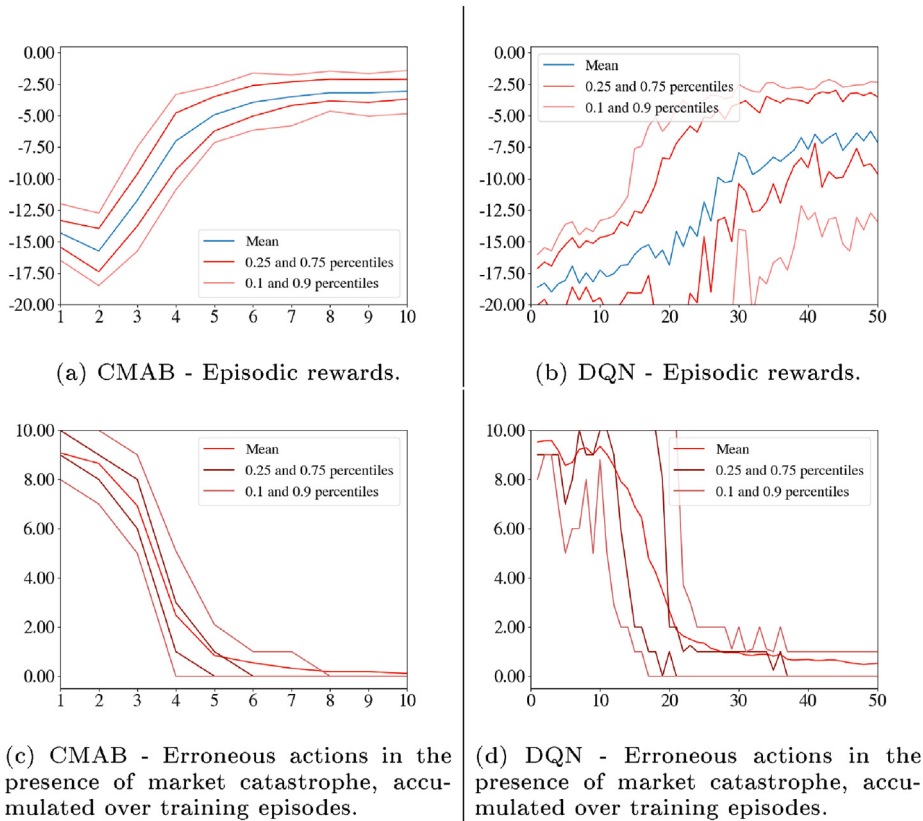 0.00
-2.50
-5.00
-7.50
-10.00
-12.50
-15.00
-17.50
-20.00
1 2 3 4 5 6 7 8 9 10
Mean
0.25 and 0.75 percentiles
0.1 and 0.9 percentiles
(a) CMAB - Episodic rewards.
0.00
-2.50
-5.00
-7.50
-10.00
-12.50
-15.00
-17.50
-20.00
0 10 20 30 40 50
Mean
0.25 and 0.75 percentiles
0.1 and 0.9 percentiles
(b) DQN - Episodic rewards.
10.00
8.00
6.00
4.00
2.00
0.00
1 2 3 4 5 6 7 8 9 10
Mean
0.25 and 0.75 percentiles
0.1 and 0.9 percentiles
(c) CMAB - Erroneous actions in the
presence of market catastrophe, accu-
mulated over training episodes.
10.00
8.00
6.00
4.00
2.00
0.00
0 10 20 30 40 50
Mean
0.25 and 0.75 percentiles
0.1 and 0.9 percentiles
(d) DQN - Erroneous actions in the
presence of market catastrophe, accu-
mulated over training episodes.